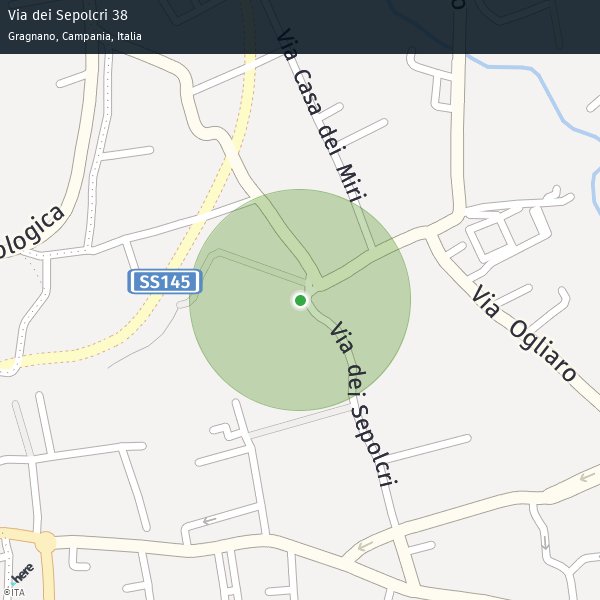 Via dei Sepolcri 38
Gragnano, Campania, Italia
Via Casa dei Miri
ologica
SS145
Via Ogliaro
Via dei Sepolcri
here
©ITA